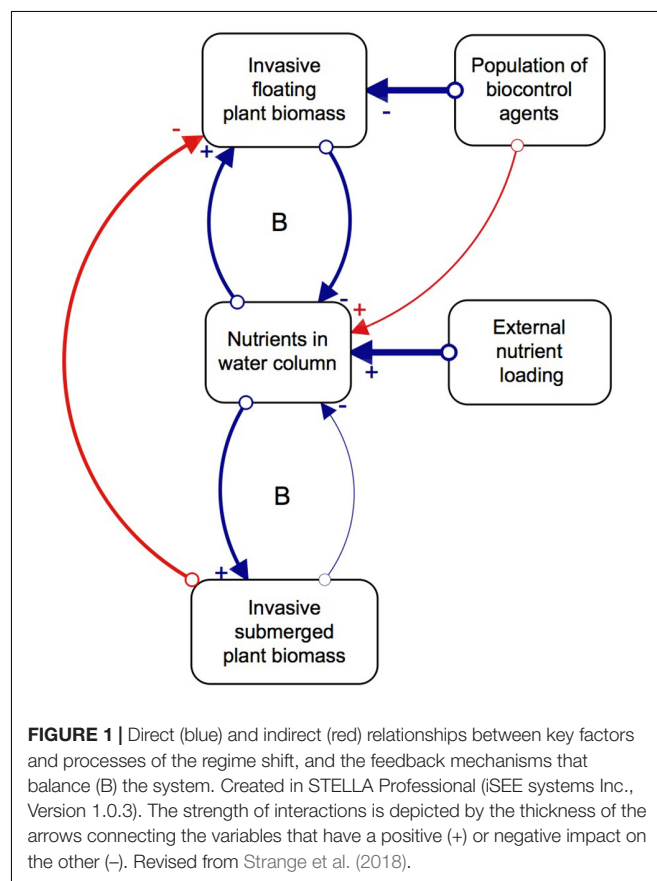 Invasive
floating
plant biomass
Population of
biocontrol
agents
-
-
+
B
-
+
Nutrients in
water column
External
nutrient
loading
+
-
B
+
Invasive
submerged
plant biomass
FIGURE 1 | Direct (blue) and indirect (red) relationships between key factors
and processes of the regime shift, and the feedback mechanisms that
balance (B) the system. Created in STELLA Professional (iSEE systems Inc.,
Version 1.0.3). The strength of interactions is depicted by the thickness of the
arrows connecting the variables that have a positive (+) or negative impact on
the other (–). Revised from Strange et al. (2018).